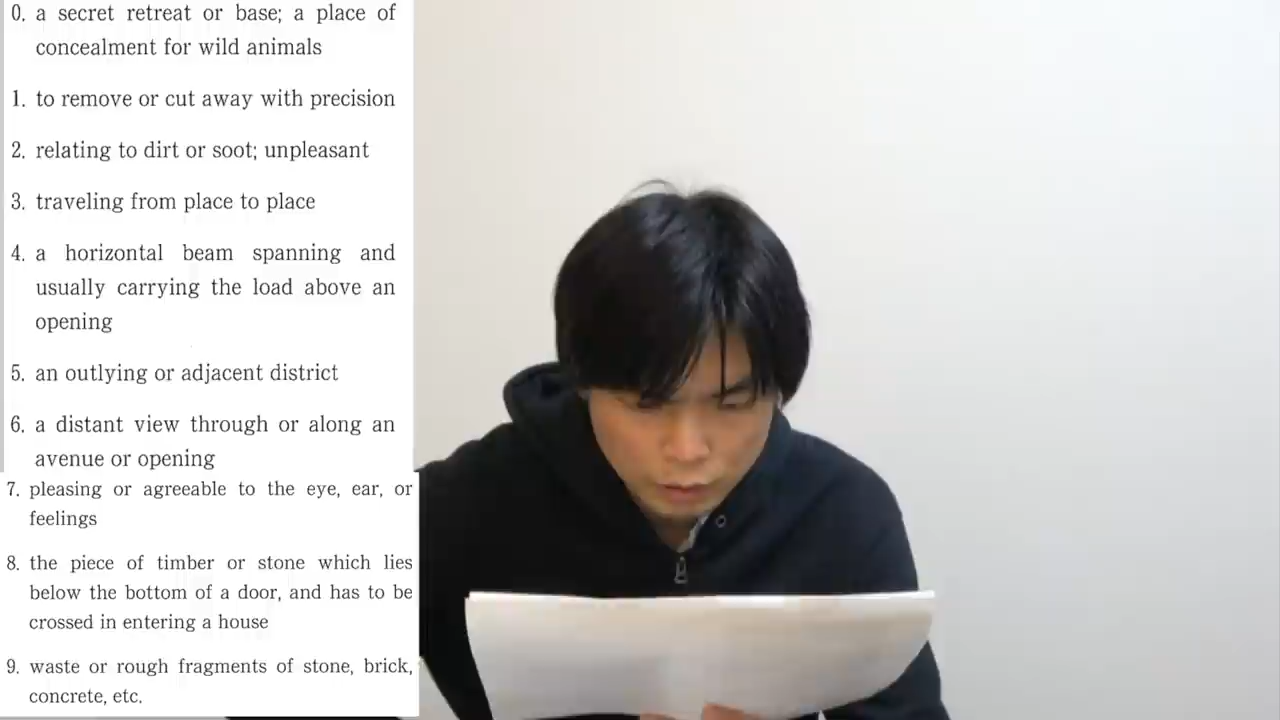 0. a secret retreat or base; a place of
concealment for wild animals
1. to remove or cut away with precision
2. relating to dirt or soot; unpleasant
3. traveling from place to place
4. a horizontal beam spanning and
usually carrying the load above an
opening
5. an outlying or adjacent district
6. a distant view through or along an
avenue or opening
7. pleasing or agreeable to the eye, ear, or
feelings
8. the piece of timber or stone which lies
below the bottom of a door, and has to be
crossed in entering a house
9. waste or rough fragments of stone, brick,
concrete, etc.